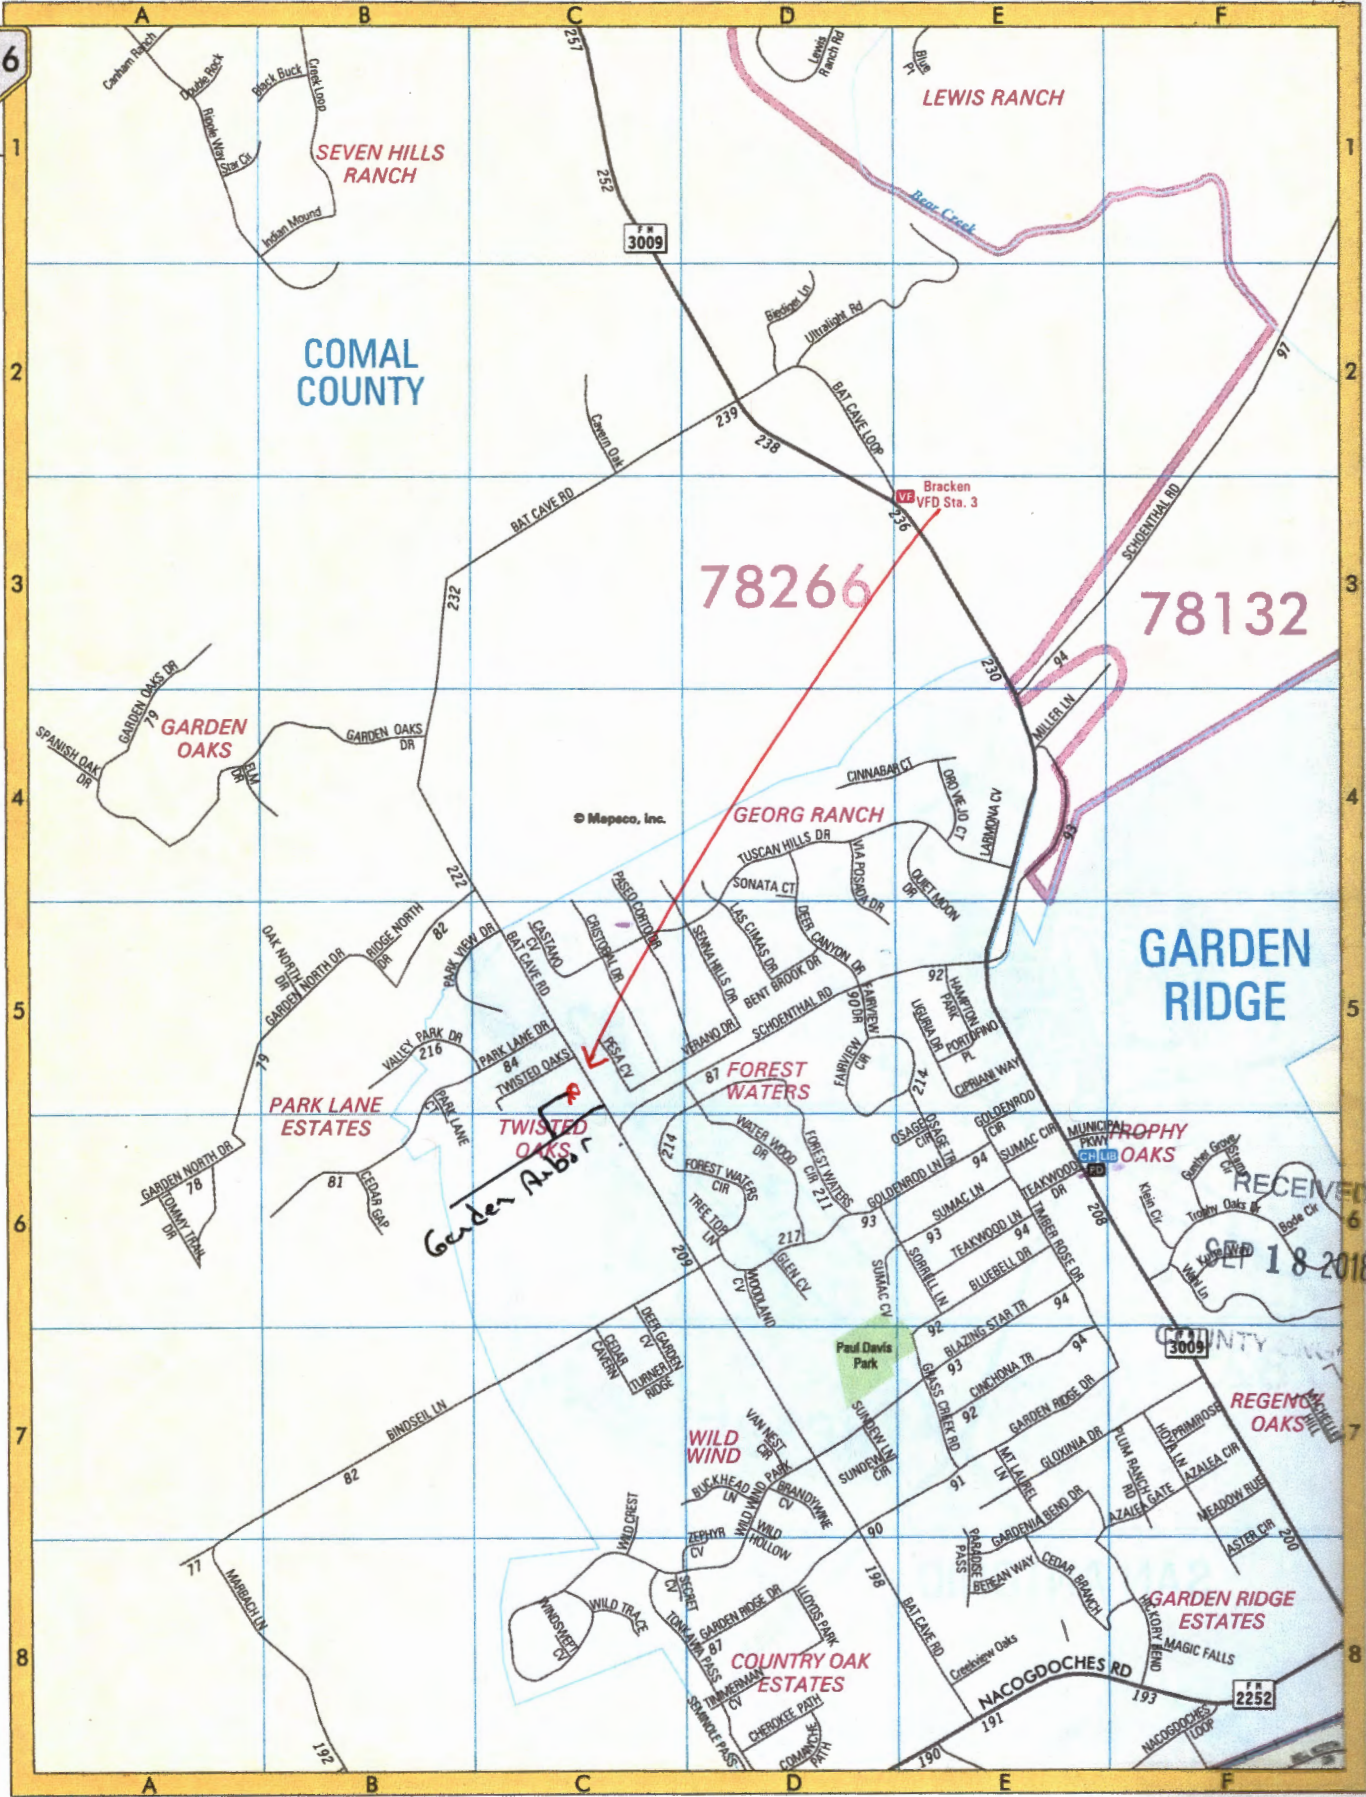 A B C D E F
6
257
Canham Ranch
Double Rock
Black Buck
Creek Loop
Lewis
Ranch Rd
Blue
Pt
LEWIS RANCH
1
1
Ripple Way
Star Cir
SEVEN HILLS
RANCH
252
Bear Creek
Indian Mound
FM
3009
Biediger Ln
Ultralight Rd
COMAL
COUNTY
2
2
97
239
238
BAT CAVE LOOP
Cavern Oak
BAT CAVE RD
VF
Bracken
VFD Sta. 3
236
SCHOENTHAL RD
78266
78132
3
3
232
230
94
GARDEN OAKS DR
79
GARDEN
OAKS
SPANISH OAK
DR
GARDEN OAKS
DR
ELM
DR
MILLER LN
CINNABAR CT
ORO VIEJO CT
LARMONA CV
4
4
93
© Mapsco, Inc.
GEORG RANCH
TUSCAN HILLS DR
VIA POSADA DR
QUIET MOON
DR
SONATA CT
222
PASEO CORTO DR
CRISTOBAL DR
CASTANO
CV
BAT CAVE RD
PARK VIEW DR
RIDGE NORTH
DR
82
OAK NORTH
DR
GARDEN NORTH DR
SENNA HILLS DR
LAS CIMAS DR
DEER CANYON DR
BENT BROOK DR
GARDEN
RIDGE
5
5
92
HAMPTON
PARK
LIGURIA DR
PORTOFINO
PL
CIPRIANI WAY
FAIRVIEW
DR
90
FAIRVIEW
CIR
214
SCHOENTHAL RD
VERANO DR
PESA CV
87
FOREST
WATERS
79
VALLEY PARK DR
216
PARK LANE DR
84
TWISTED OAKS
PARK LANE
CT
PARK LANE
ESTATES
TWISTED
OAKS
Garden Arbor
214
WATER WOOD
DR
FOREST WATERS
CIR
FOREST WATERS
CIR 211
TREE TOP
LN
217
GLEN CV
WOODLAND
CV
209
OSAGE
CIR
OSAGE TR
GOLDENROD
CIR
SUMAC CIR
MUNICIPAL
PKWY
CH LIB
PD
TROPHY
OAKS
Klein Cir
Trophy Oaks Dr
Bode Cir
Wahl Ln
RECEIVED
SEP 18 2018
GARDEN NORTH DR
78
TOMMY TRAIL
DR
81
CEDAR GAP
6
6
GOLDENROD LN
94
93
SUMAC LN
93
TEAKWOOD LN
94
TEAKWOOD
DR
TIMBER ROSE DR
208
SUMAC CV
SORRELL LN
BLUEBELL DR
92
BLAZING STAR TR
94
93
CINCHONA TR
94
92
GARDEN RIDGE DR
FM
3009
Paul Davis
Park
GRASS CREEK RD
CEDAR
CAVERN
DEER GARDEN
CV
TURNER
RIDGE
BINDSEIL LN
82
7
7
REGENCY
OAKS
MICHELLE
HILL
PRIMROSE
HOYA LN
AZALEA CIR
PLUM RANCH
RD
AZALEA GATE
MEADOW RUE
ASTER CIR
200
GLOXINIA DR
MT LAUREL
LN
91
GARDENIA BEND DR
SUNDEW LN
SUNDEW
CIR
VAN NEST
CIR
WILD
WIND
BUCKHEAD
LN
WILD WIND PARK
BRANDYWINE
CV
ZEPHYR
CV
WILD
HOLLOW
90
WILD CREST
77
MARBACH LN
WINDSWEPT
CV
WILD TRACE
SECRET
CV
TONKAWA PASS
GARDEN RIDGE DR
87
LLOYDS PARK
198
BAT CAVE RD
PARADISE
PASS
BEREAN WAY
CEDAR BRANCH
HICKORY BEND
GARDEN RIDGE
ESTATES
MAGIC FALLS
8
8
COUNTRY OAK
ESTATES
TIMMERMAN
CV
SEMINOLE PASS
CHEROKEE PATH
COMANCHE
PATH
Creekview Oaks
NACOGDOCHES RD
193
191
190
FM
2252
NACOGDOCHES
LOOP
192
A B C D E F